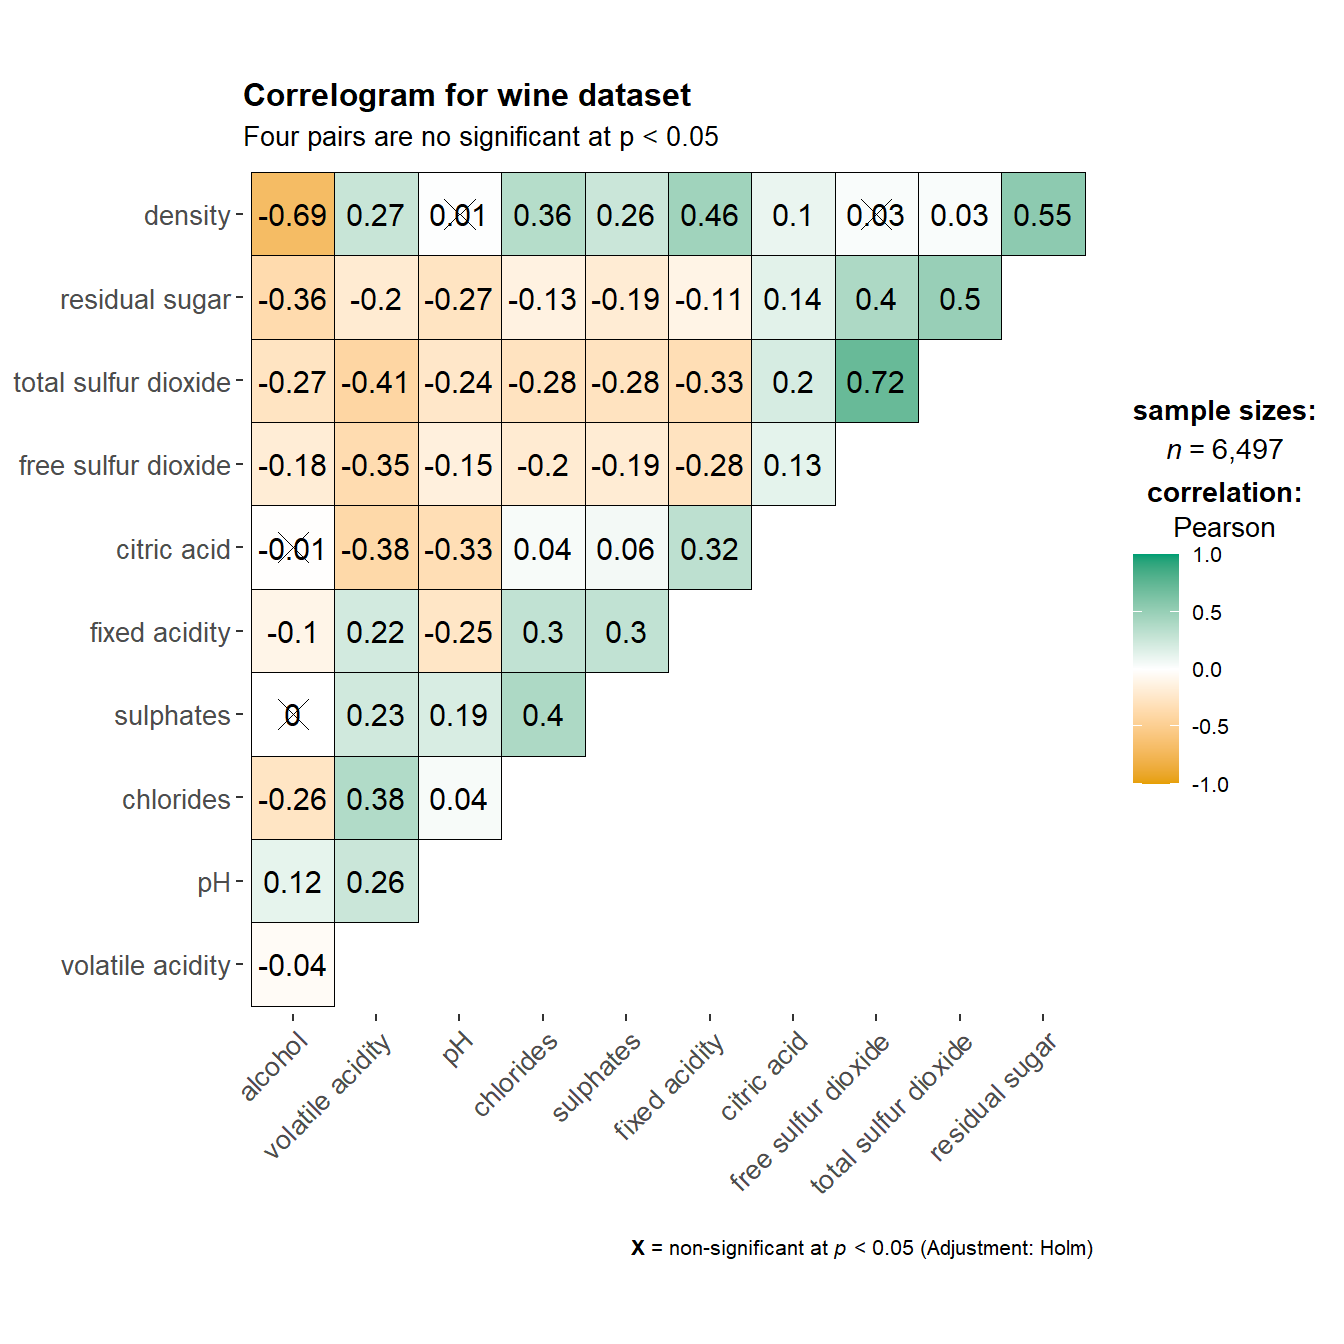 Correlogram for wine dataset
Four pairs are no significant at p < 0.05
density -0.69 0.27 0.01 0.36 0.26 0.46 0.1 0.03 0.03 0.55
residual sugar -0.36 -0.2 -0.27 -0.13 -0.19 -0.11 0.14 0.4 0.5
total sulfur dioxide -0.27 -0.41 -0.24 -0.28 -0.28 -0.33 0.2 0.72
free sulfur dioxide -0.18 -0.35 -0.15 -0.2 -0.19 -0.28 0.13
citric acid -0.01 -0.38 -0.33 0.04 0.06 0.32
fixed acidity -0.1 0.22 -0.25 0.3 0.3
sulphates 0 0.23 0.19 0.4
chlorides -0.26 0.38 0.04
pH 0.12 0.26
volatile acidity -0.04
alcohol
volatile acidity
pH
chlorides
sulphates
fixed acidity
citric acid
free sulfur dioxide
total sulfur dioxide
residual sugar
sample sizes:
n = 6,497
correlation:
Pearson
1.0
0.5
0.0
-0.5
-1.0
X = non-significant at p < 0.05 (Adjustment: Holm)